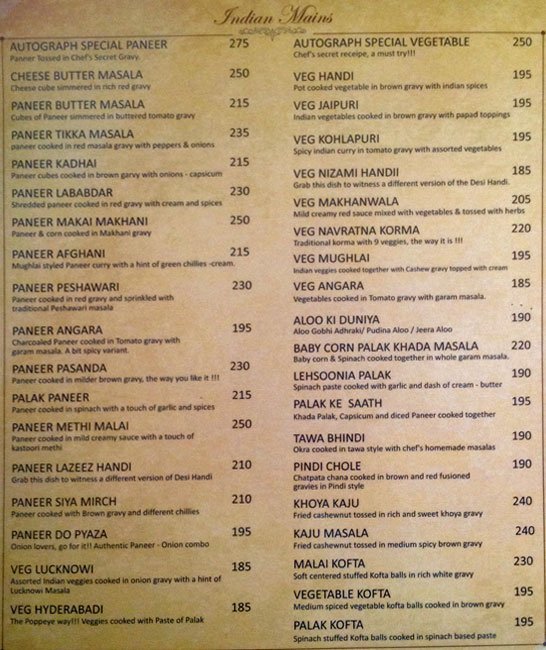 Indian Mains
AUTOGRAPH SPECIAL PANEER 275
Panner Tossed in Chef's Secret Gravy.
CHEESE BUTTER MASALA 250
Cheese cube simmered in rich red gravy
PANEER BUTTER MASALA 215
Cubes of Paneer simmered in buttered tomato gravy
PANEER TIKKA MASALA 235
paneer cooked in red masala gravy with peppers & onions
PANEER KADHAI 215
Paneer cubes cooked in brown garvy with onions - capsicum
PANEER LABABDAR 230
Shredded paneer cooked in red gravy with cream and spices
PANEER MAKAI MAKHANI 250
Paneer & corn cooked in Makhani gravy
PANEER AFGHANI 215
Mughlai styled Paneer curry with a hint of green chillies -cream.
PANEER PESHAWARI 230
Paneer cooked in red gravy and sprinkled with
traditional Peshawari masala
PANEER ANGARA 195
Charcoaled Paneer cooked in Tomato gravy with
garam masala. A bit spicy variant.
PANEER PASANDA 230
Paneer cooked in milder brown gravy, the way you like it !!!
PALAK PANEER 215
Paneer cooked in spinach with a touch of garlic and spices
PANEER METHI MALAI 250
Paneer cooked in mild creamy sauce with a touch of
kastoori methi
PANEER LAZEEZ HANDI 210
Grab this dish to witness a different version of Desi Handi
PANEER SIYA MIRCH 210
Paneer cooked with Brown gravy and different chillies
PANEER DO PYAZA 195
Onion lovers, go for it!! Authentic Paneer - Onion combo
VEG LUCKNOWI 185
Assorted Indian veggies cooked in onion gravy with a hint of
Lucknowi Masala
VEG HYDERABADI 185
The Poppeye way!!! Veggies cooked with Paste of Palak
AUTOGRAPH SPECIAL VEGETABLE 250
Chef's secret receipe, a must try!!!
VEG HANDI 195
Pot cooked vegetable in brown gravy with indian spices
VEG JAIPURI 195
Indian vegetables cooked in brown gravy with papad toppings
VEG KOHLAPURI 195
Spicy indian curry in tomato gravy with assorted vegetables
VEG NIZAMI HANDII 185
Grab this dish to witness a different version of the Desi Handi.
VEG MAKHANWALA 205
Mild creamy red sauce mixed with vegetables & tossed with herbs
VEG NAVRATNA KORMA 220
Traditional korma with 9 veggies, the way it is !!!
VEG MUGHLAI 195
Indian veggies cooked together with Cashew gravy topped with cream
VEG ANGARA 185
Vegetables cooked in Tomato gravy with garam masala.
ALOO KI DUNIYA 190
Aloo Gobhi Adhraki/ Pudina Aloo / Jeera Aloo
BABY CORN PALAK KHADA MASALA 220
Baby corn & Spinach cooked together in whole garam masala.
LEHSOONIA PALAK 190
Spinach paste cooked with garlic and dash of cream - butter
PALAK KE SAATH 195
Khada Palak, Capsicum and diced Paneer cooked together
TAWA BHINDI 190
Okra cooked in tawa style with chef's homemade masalas
PINDI CHOLE 190
Chatpata chana cooked in brown and red fusioned
gravies in Pindi style
KHOYA KAJU 240
Fried cashewnut tossed in rich and sweet khoya gravy
KAJU MASALA 240
Fried cashewnut tossed in medium spicy brown gravy
MALAI KOFTA 230
Soft centered stuffed Kofta balls in rich white gravy
VEGETABLE KOFTA 195
Medium spiced vegetable kofta balls cooked in brown gravy
PALAK KOFTA 195
Spinach stuffed Kofta balls cooked in spinach based paste